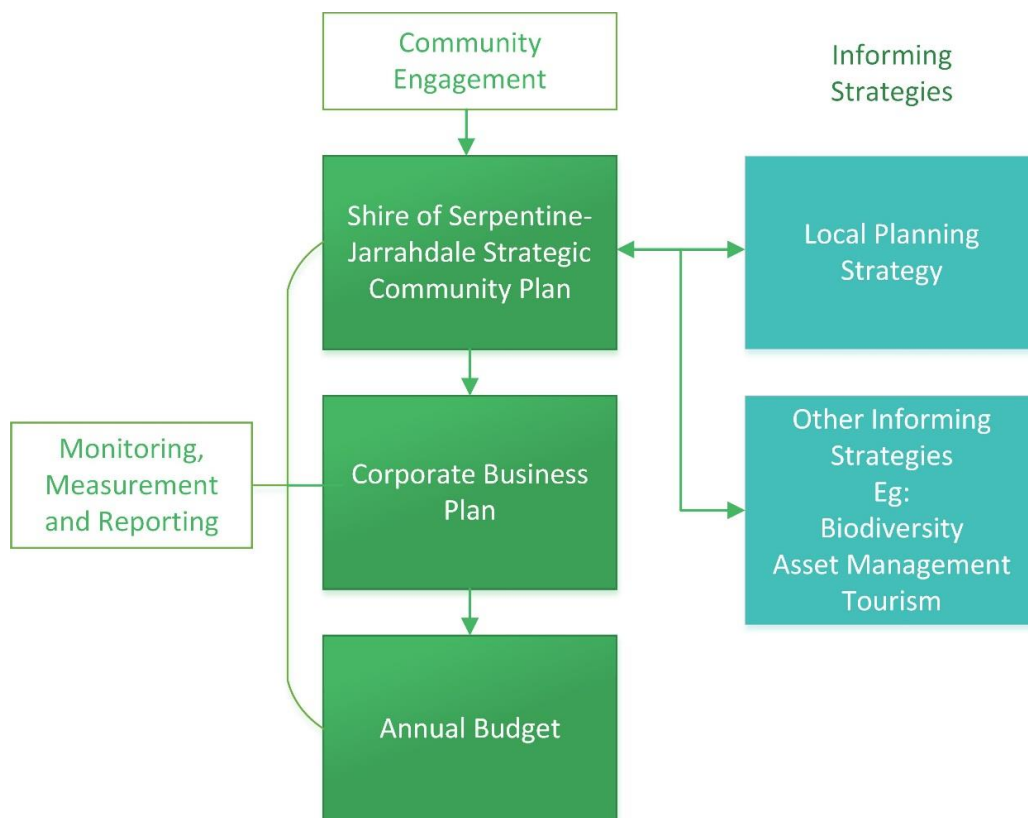 Community
Engagement
Informing
Strategies
Shire of Serpentine-
Jarrahdale Strategic
Community Plan
Local Planning
Strategy
Monitoring,
Measurement
and Reporting
Corporate Business
Plan
Other Informing
Strategies
Eg:
Biodiversity
Asset Management
Tourism
Annual Budget